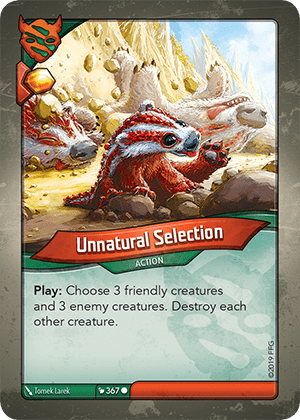 Unnatural Selection
ACTION
Play: Choose 3 friendly creatures
and 3 enemy creatures. Destroy each
other creature.
©2019 FFG
Tomek Larek
367